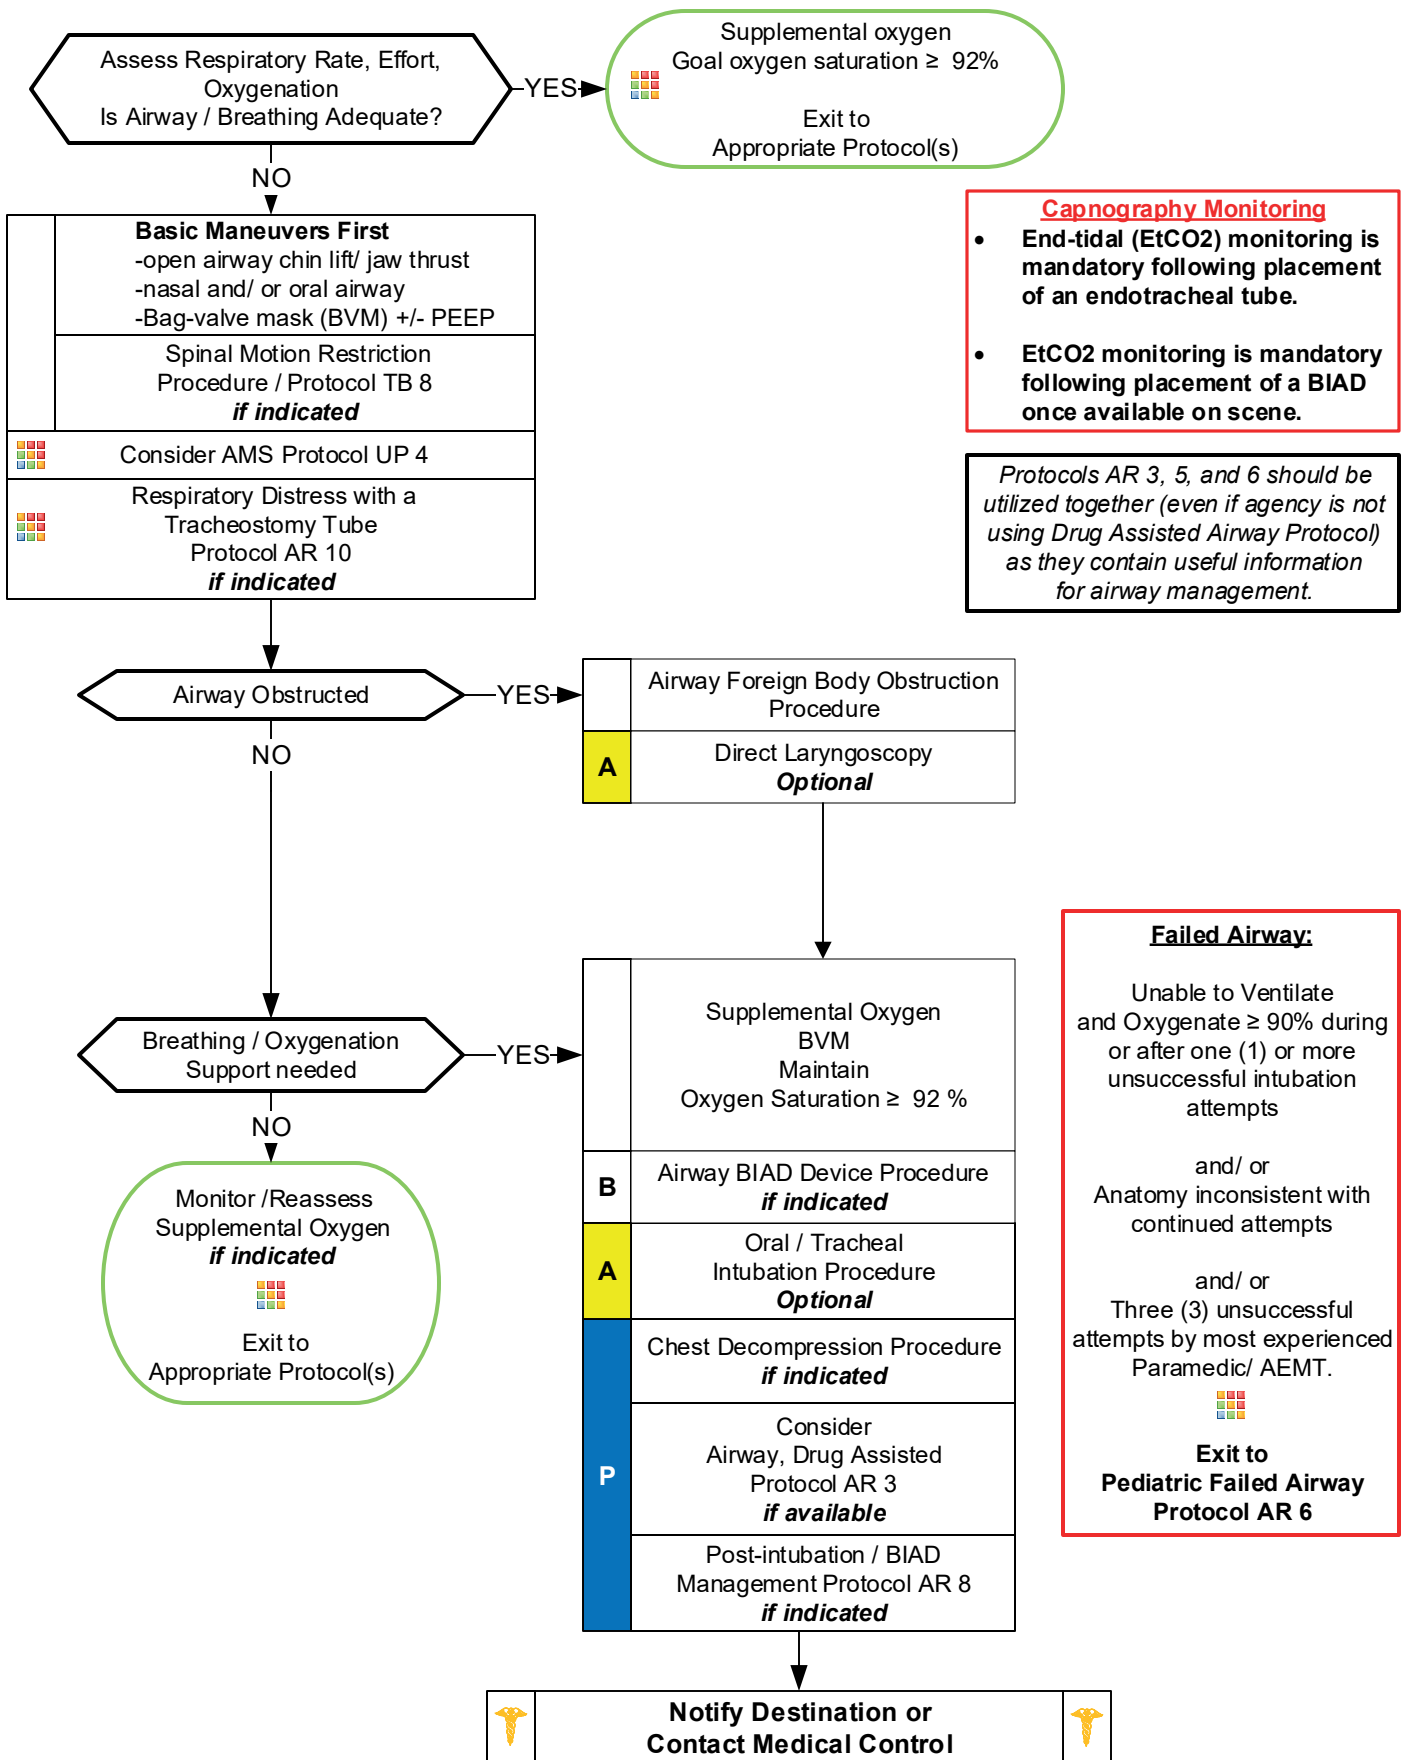 Assess Respiratory Rate, Effort,
Oxygenation
Is Airway / Breathing Adequate?
YES
Supplemental oxygen
Goal oxygen saturation ≥ 92%
Exit to
Appropriate Protocol(s)
NO
Basic Maneuvers First
-open airway chin lift/ jaw thrust
-nasal and/ or oral airway
-Bag-valve mask (BVM) +/- PEEP
Spinal Motion Restriction
Procedure / Protocol TB 8
if indicated
Consider AMS Protocol UP 4
Respiratory Distress with a
Tracheostomy Tube
Protocol AR 10
if indicated
Capnography Monitoring
• End-tidal (EtCO2) monitoring is
mandatory following placement
of an endotracheal tube.
• EtCO2 monitoring is mandatory
following placement of a BIAD
once available on scene.
Protocols AR 3, 5, and 6 should be
utilized together (even if agency is not
using Drug Assisted Airway Protocol)
as they contain useful information
for airway management.
Airway Obstructed
YES
Airway Foreign Body Obstruction
Procedure
A
Direct Laryngoscopy
Optional
NO
Breathing / Oxygenation
Support needed
YES
Supplemental Oxygen
BVM
Maintain
Oxygen Saturation ≥ 92 %
B
Airway BIAD Device Procedure
if indicated
A
Oral / Tracheal
Intubation Procedure
Optional
P
Chest Decompression Procedure
if indicated
Consider
Airway, Drug Assisted
Protocol AR 3
if available
Post-intubation / BIAD
Management Protocol AR 8
if indicated
NO
Monitor /Reassess
Supplemental Oxygen
if indicated
Exit to
Appropriate Protocol(s)
Failed Airway:
Unable to Ventilate
and Oxygenate ≥ 90% during
or after one (1) or more
unsuccessful intubation
attempts
and/ or
Anatomy inconsistent with
continued attempts
and/ or
Three (3) unsuccessful
attempts by most experienced
Paramedic/ AEMT.
Exit to
Pediatric Failed Airway
Protocol AR 6
Notify Destination or
Contact Medical Control